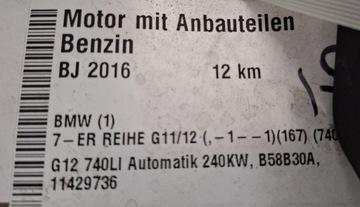 Motor mit Anbauteilen
Benzin
BJ 2016 12 km
BMW (1)
7-ER REIHE G11/12 (,-1--1)(167) (740
G12 740LI Automatik 240KW, B58B30A,
11429736